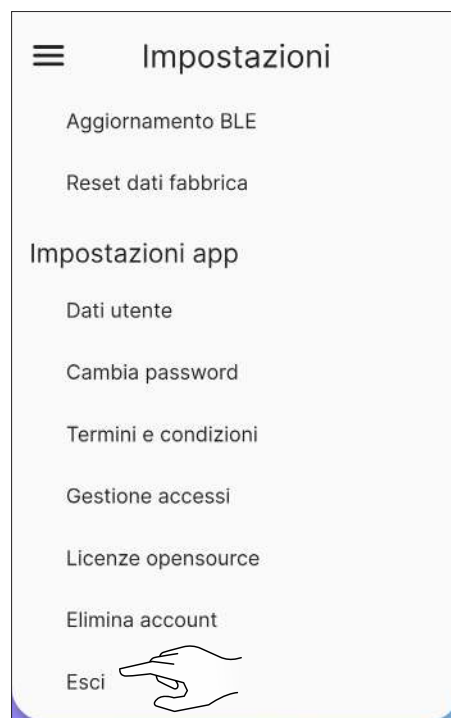 Impostazioni
Aggiornamento BLE
Reset dati fabbrica
Impostazioni app
Dati utente
Cambia password
Termini e condizioni
Gestione accessi
Licenze opensource
Elimina account
Esci